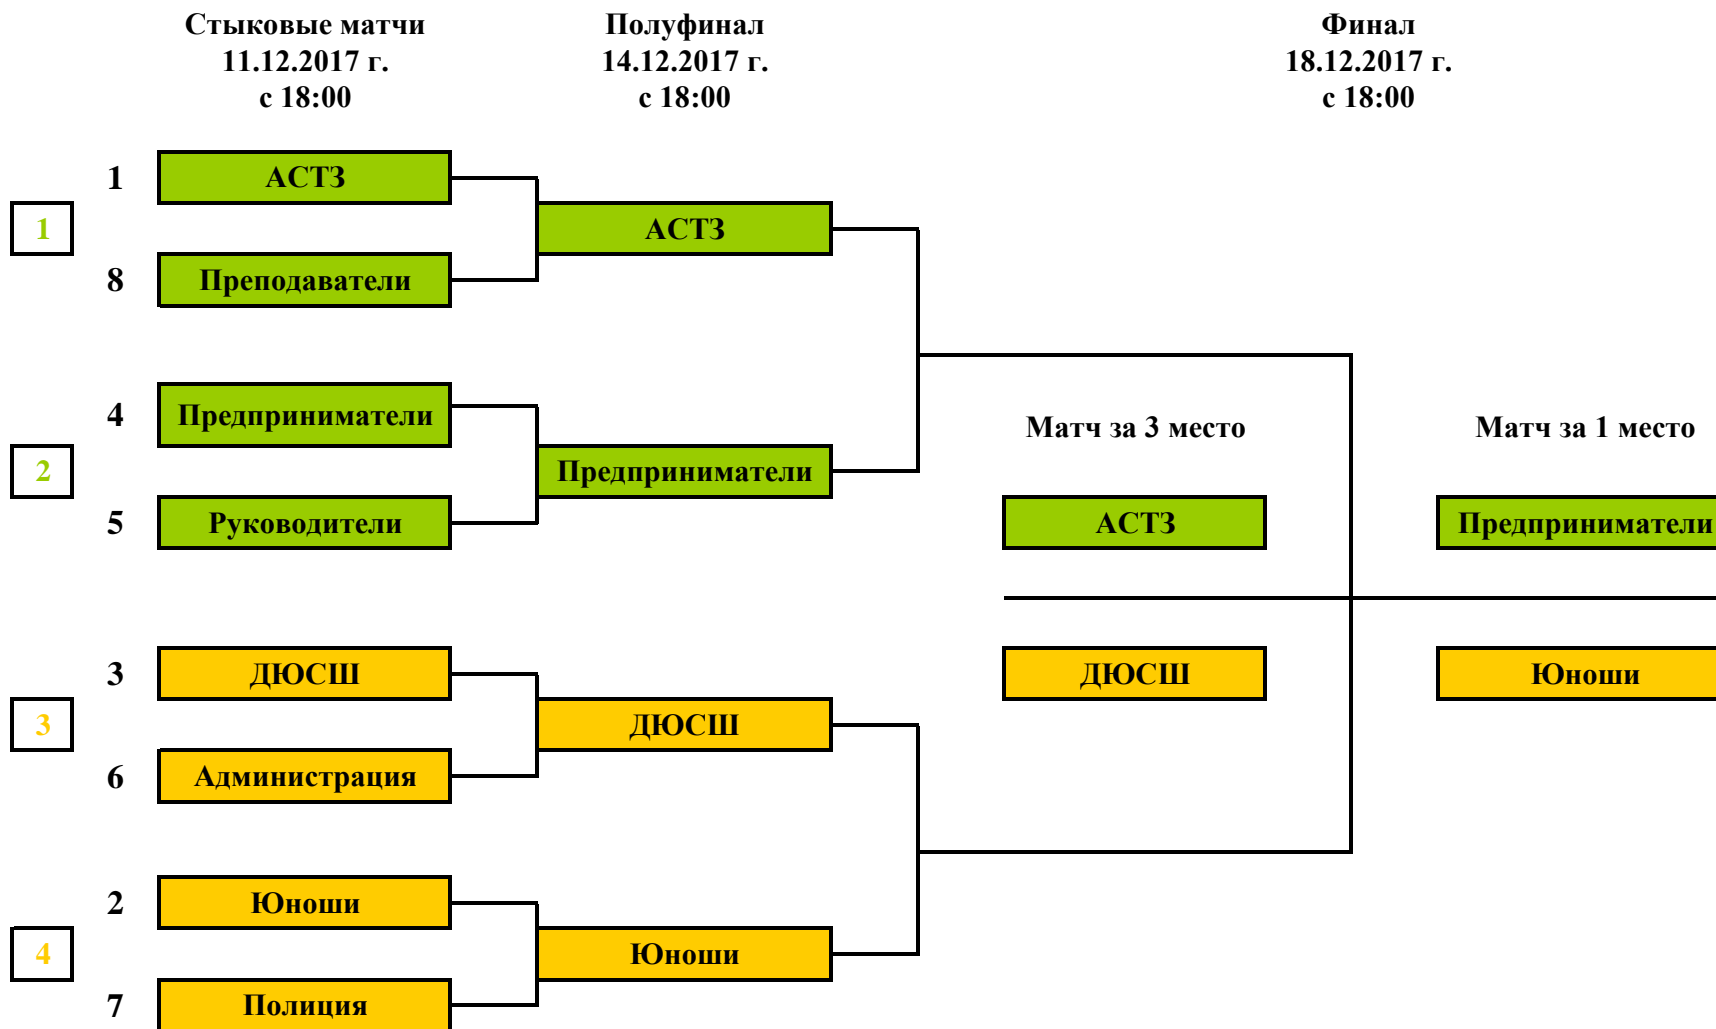 Стыковые матчи
11.12.2017 г.
с 18:00
Полуфинал
14.12.2017 г.
с 18:00
Финал
18.12.2017 г.
с 18:00
1
АСТЗ
1
АСТЗ
8
Преподаватели
4
Предприниматели
Матч за 3 место
Матч за 1 место
2
Предприниматели
5
Руководители
АСТЗ
Предприниматели
3
ДЮСШ
ДЮСШ
Юноши
3
ДЮСШ
6
Администрация
2
Юноши
4
Юноши
7
Полиция